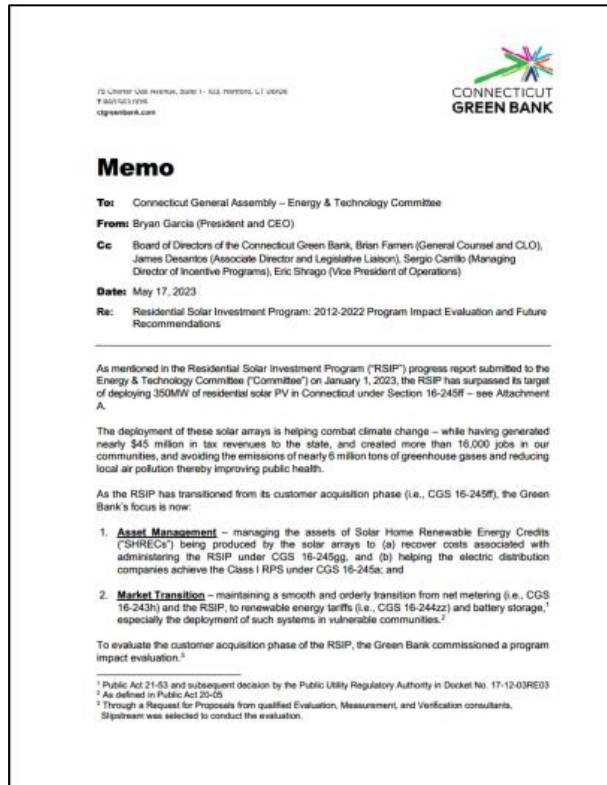 CONNECTICUT
GREEN BANK
75 Charter Oak Avenue, Suite 1 - 103, Hartford, CT 06106
T 860.563.0015
ctgreenbank.com
Memo
To: Connecticut General Assembly – Energy & Technology Committee
From: Bryan Garcia (President and CEO)
Cc Board of Directors of the Connecticut Green Bank, Brian Farnen (General Counsel and CLO),
James Desantos (Associate Director and Legislative Liaison), Sergio Carrillo (Managing
Director of Incentive Programs), Eric Shrago (Vice President of Operations)
Date: May 17, 2023
Re: Residential Solar Investment Program: 2012-2022 Program Impact Evaluation and Future
Recommendations
As mentioned in the Residential Solar Investment Program (“RSIP”) progress report submitted to the
Energy & Technology Committee (“Committee”) on January 1, 2023, the RSIP has surpassed its target
of deploying 350MW of residential solar PV in Connecticut under Section 16-245ff – see Attachment
A.
The deployment of these solar arrays is helping combat climate change – while having generated
nearly $45 million in tax revenues to the state, and created more than 16,000 jobs in our
communities, and avoiding the emissions of nearly 6 million tons of greenhouse gases and reducing
local air pollution thereby improving public health.
As the RSIP has transitioned from its customer acquisition phase (i.e., CGS 16-245ff), the Green
Bank’s focus is now:
1. Asset Management – managing the assets of Solar Home Renewable Energy Credits
(“SHRECs”) being produced by the solar arrays to (a) recover costs associated with
administering the RSIP under CGS 16-245gg, and (b) helping the electric distribution
companies achieve the Class I RPS under CGS 16-245a; and
2. Market Transition – maintaining a smooth and orderly transition from net metering (i.e., CGS
16-243h) and the RSIP, to renewable energy tariffs (i.e., CGS 16-244zz) and battery storage,¹
especially the deployment of such systems in vulnerable communities.²
To evaluate the customer acquisition phase of the RSIP, the Green Bank commissioned a program
impact evaluation.³
¹ Public Act 21-53 and subsequent decision by the Public Utility Regulatory Authority in Docket No. 17-12-03RE03
² As defined in Public Act 20-05
³ Through a Request for Proposals from qualified Evaluation, Measurement, and Verification consultants,
Slipstream was selected to conduct the evaluation.